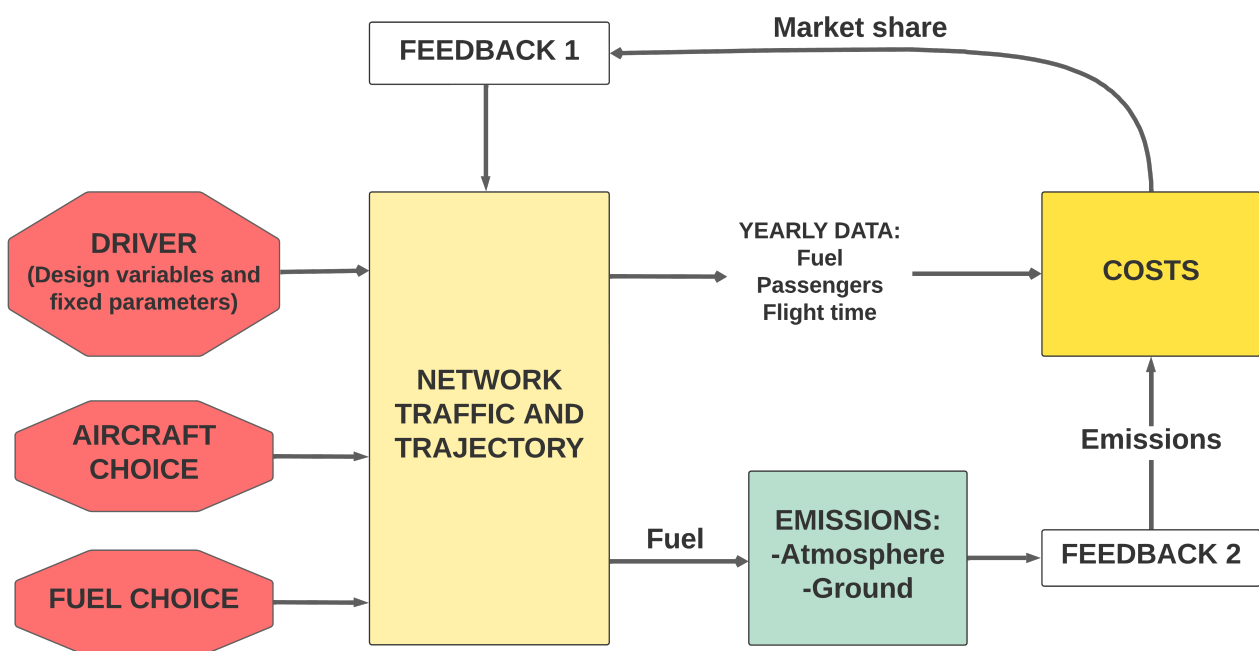 Market share
FEEDBACK 1
DRIVER
(Design variables and
fixed parameters)
YEARLY DATA:
Fuel
Passengers
Flight time
COSTS
NETWORK
TRAFFIC AND
TRAJECTORY
AIRCRAFT
CHOICE
Emissions
Fuel
EMISSIONS:
-Atmosphere
-Ground
FEEDBACK 2
FUEL CHOICE